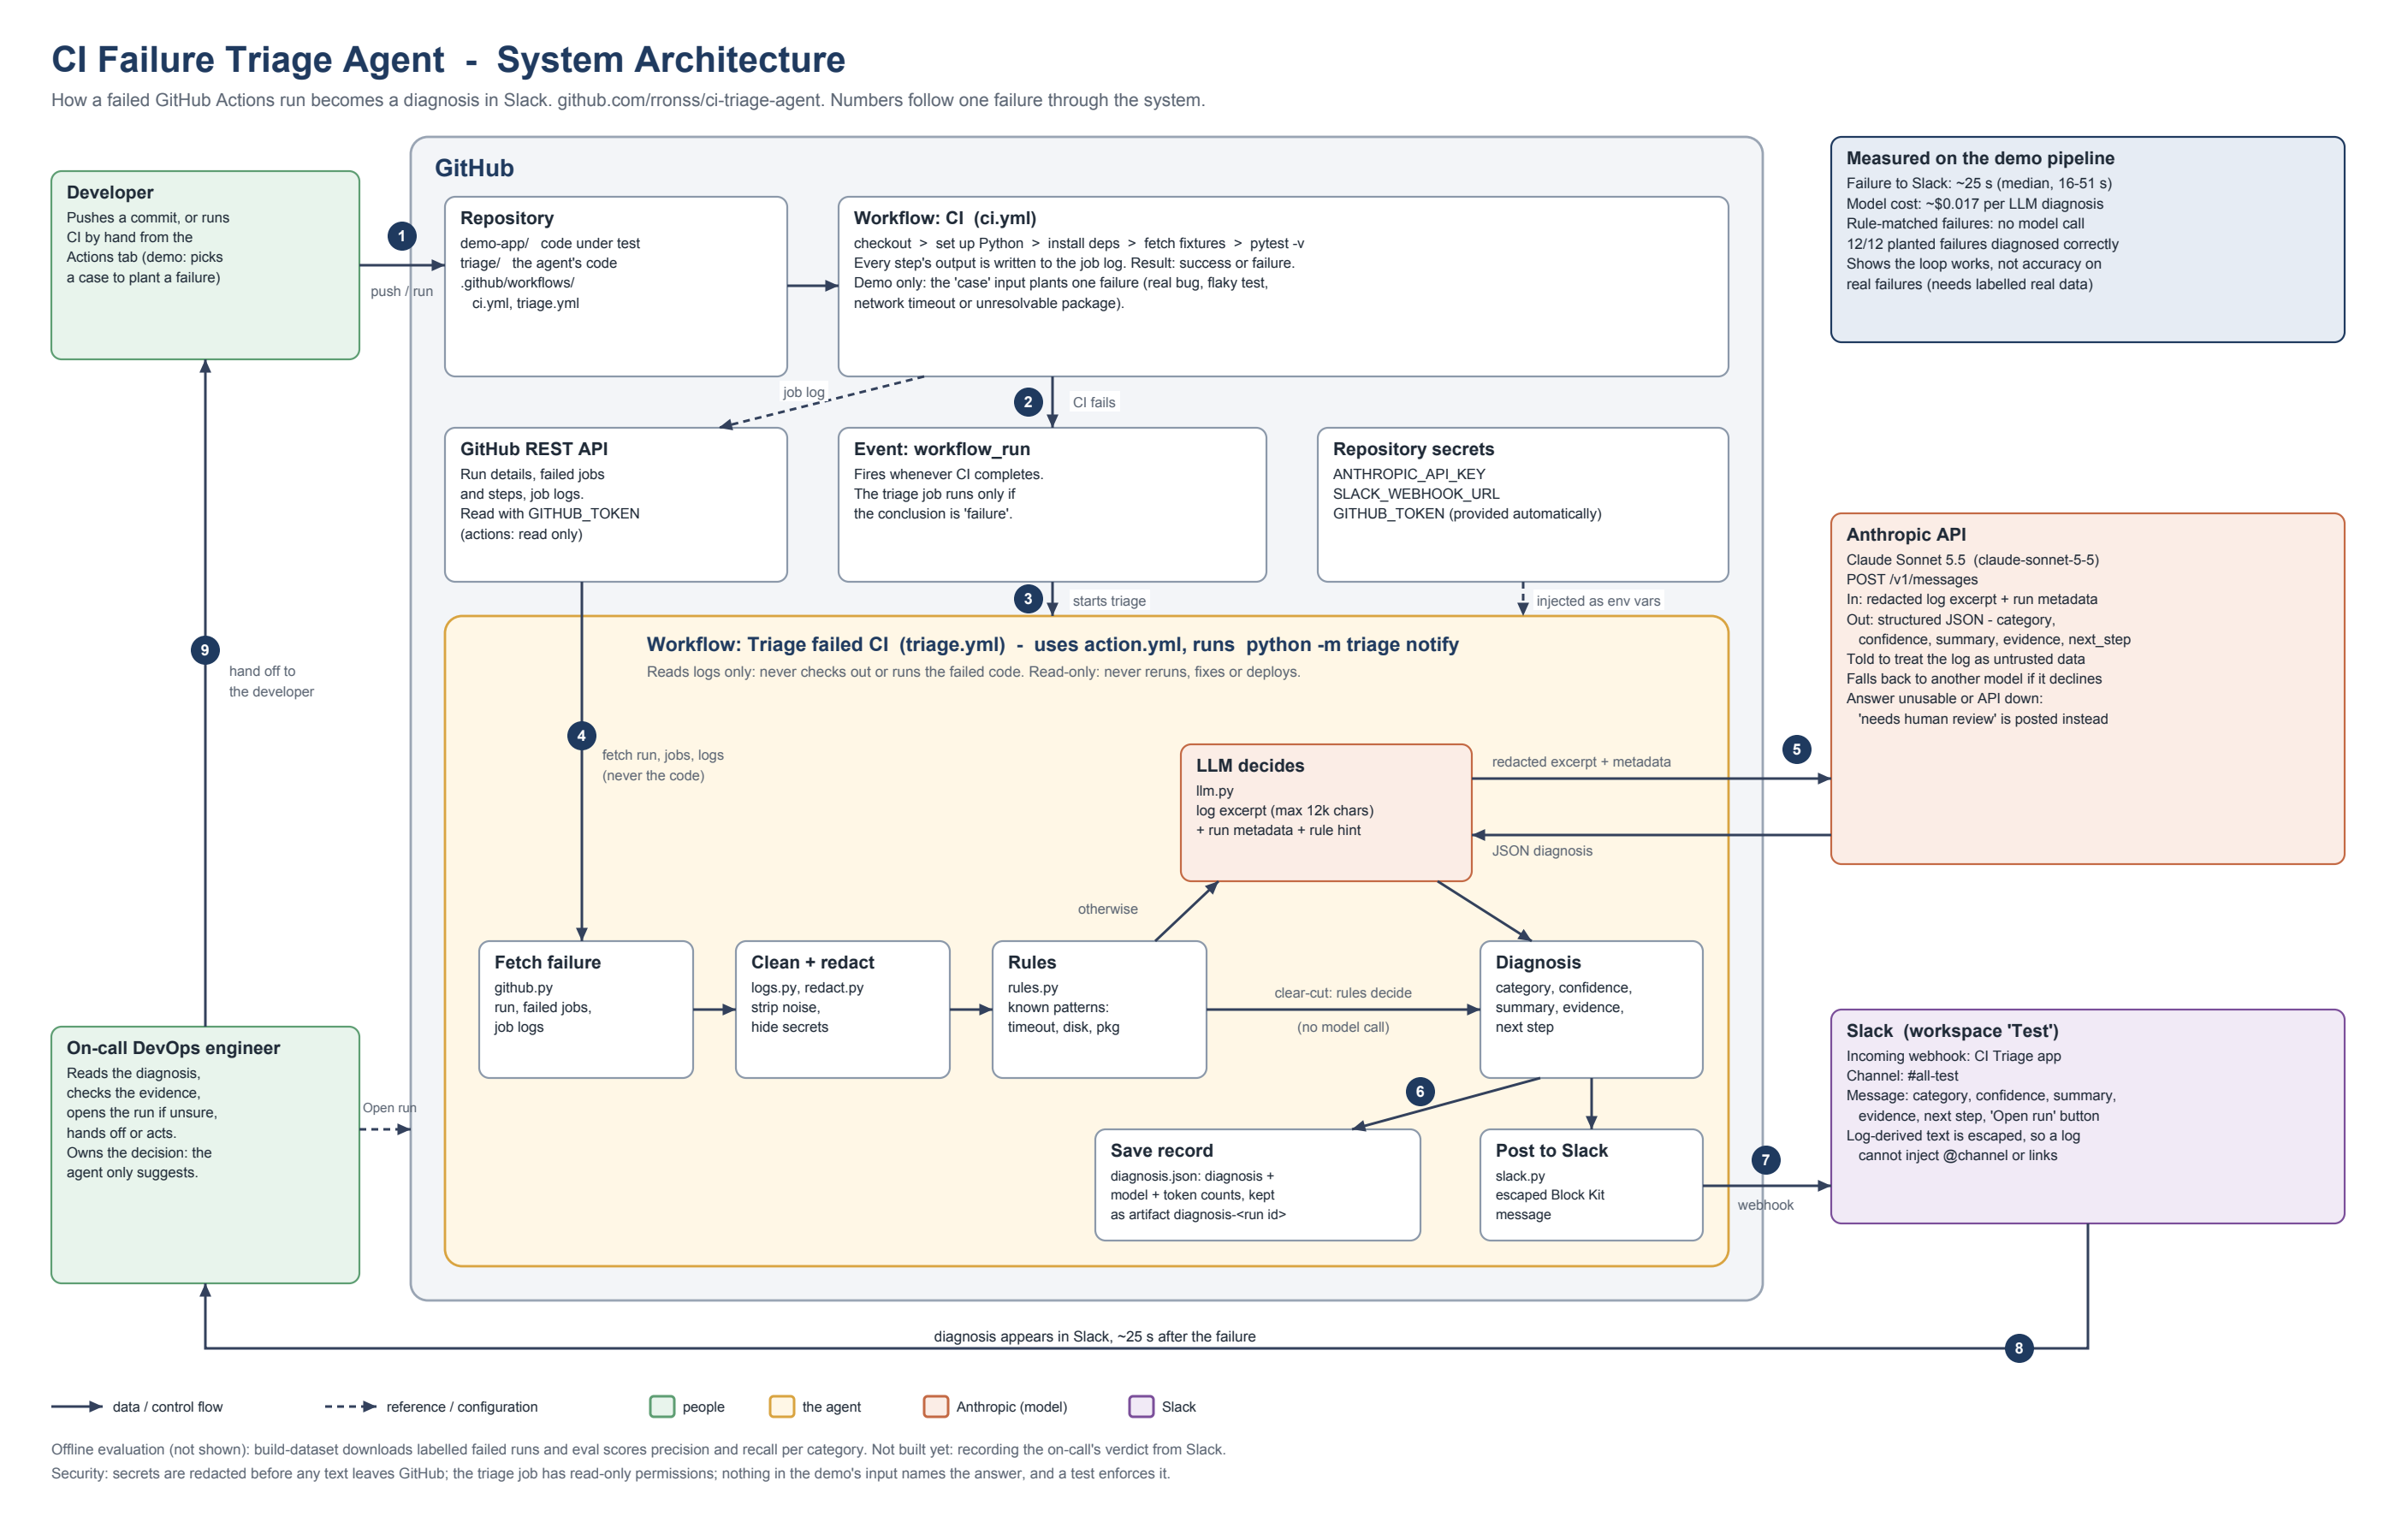 CI Failure Triage Agent - System Architecture
How a failed GitHub Actions run becomes a diagnosis in Slack. github.com/rronss/ci-triage-agent. Numbers follow one failure through the system.
Developer
Pushes a commit, or runs
CI by hand from the
Actions tab (demo: picks
a case to plant a failure)
1
push / run
GitHub
Repository
demo-app/ code under test
triage/ the agent's code
.github/workflows/
ci.yml, triage.yml
Workflow: CI (ci.yml)
checkout > set up Python > install deps > fetch fixtures > pytest -v
Every step's output is written to the job log. Result: success or failure.
Demo only: the 'case' input plants one failure (real bug, flaky test,
network timeout or unresolvable package).
Measured on the demo pipeline
Failure to Slack: ~25 s (median, 16-51 s)
Model cost: ~$0.017 per LLM diagnosis
Rule-matched failures: no model call
12/12 planted failures diagnosed correctly
Shows the loop works, not accuracy on
real failures (needs labelled real data)
job log
2
CI fails
GitHub REST API
Run details, failed jobs
and steps, job logs.
Read with GITHUB_TOKEN
(actions: read only)
Event: workflow_run
Fires whenever CI completes.
The triage job runs only if
the conclusion is 'failure'.
Repository secrets
ANTHROPIC_API_KEY
SLACK_WEBHOOK_URL
GITHUB_TOKEN (provided automatically)
3
starts triage
injected as env vars
Anthropic API
Claude Sonnet 5.5 (claude-sonnet-5-5)
POST /v1/messages
In: redacted log excerpt + run metadata
Out: structured JSON - category,
confidence, summary, evidence, next_step
Told to treat the log as untrusted data
Falls back to another model if it declines
Answer unusable or API down:
'needs human review' is posted instead
9
hand off to
the developer
Workflow: Triage failed CI (triage.yml) - uses action.yml, runs python -m triage notify
Reads logs only: never checks out or runs the failed code. Read-only: never reruns, fixes or deploys.
4
fetch run, jobs, logs
(never the code)
LLM decides
llm.py
log excerpt (max 12k chars)
+ run metadata + rule hint
5
redacted excerpt + metadata
JSON diagnosis
otherwise
Fetch failure
github.py
run, failed jobs,
job logs
Clean + redact
logs.py, redact.py
strip noise,
hide secrets
Rules
rules.py
known patterns:
timeout, disk, pkg
clear-cut: rules decide
(no model call)
Diagnosis
category, confidence,
summary, evidence,
next step
On-call DevOps engineer
Reads the diagnosis,
checks the evidence,
opens the run if unsure,
hands off or acts.
Owns the decision: the
agent only suggests.
Open run
6
Save record
diagnosis.json: diagnosis +
model + token counts, kept
as artifact diagnosis-<run id>
Post to Slack
slack.py
escaped Block Kit
message
7
webhook
Slack (workspace 'Test')
Incoming webhook: CI Triage app
Channel: #all-test
Message: category, confidence, summary,
evidence, next step, 'Open run' button
Log-derived text is escaped, so a log
cannot inject @channel or links
diagnosis appears in Slack, ~25 s after the failure
8
data / control flow
reference / configuration
people
the agent
Anthropic (model)
Slack
Offline evaluation (not shown): build-dataset downloads labelled failed runs and eval scores precision and recall per category. Not built yet: recording the on-call's verdict from Slack.
Security: secrets are redacted before any text leaves GitHub; the triage job has read-only permissions; nothing in the demo's input names the answer, and a test enforces it.